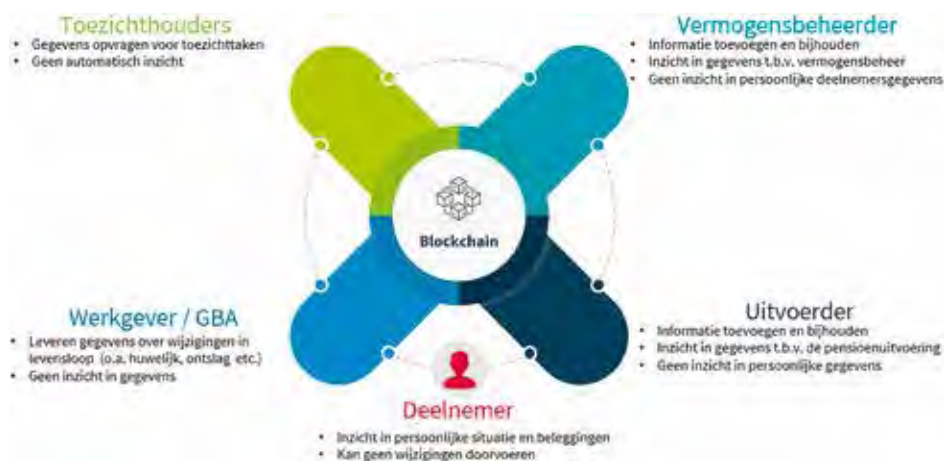 Toezichthouders
• Gegevens opvragen voor toezichttaken
• Geen automatisch inzicht
Vermogensbeheerder
• Informatie toevoegen en bijhouden
• Inzicht in gegevens t.b.v. vermogensbeheer
• Geen inzicht in persoonlijke deelnemersgegevens
Blockchain
Werkgever / GBA
• Leveren gegevens over wijzigingen in
levensloop (o.a. huwelijk, ontslag etc.)
• Geen inzicht in gegevens
Uitvoerder
• Informatie toevoegen en bijhouden
• Inzicht in gegevens t.b.v. de pensioenuitvoering
• Geen inzicht in persoonlijke gegevens
Deelnemer
• Inzicht in persoonlijke situatie en beleggingen
• Kan geen wijzigingen doorvoeren